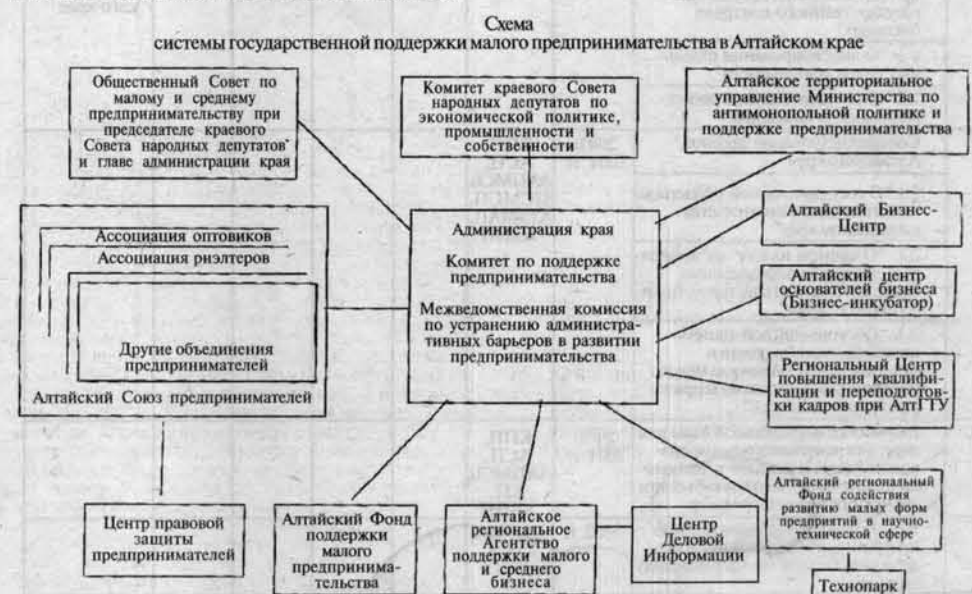 Схема
системы государственной поддержки малого предпринимательства в Алтайском крае
Общественный Совет по
малому и среднему
предпринимательству при
председателе краевого
Совета народных депутатов
и главе администрации края
Комитет краевого Совета
народных депутатов по
экономической политике,
промышленности и
собственности
Алтайское территориальное
управление Министерства по
антимонопольной политике и
поддержке предпринимательства
Ассоциация оптовиков
Ассоциация риэлтеров
Другие объединения
предпринимателей
Алтайский Союз предпринимателей
Администрация края
Комитет по поддержке
предпринимательства
Межведомственная комиссия
по устранению администра-
тивных барьеров в развитии
предпринимательства
Алтайский Бизнес-
Центр
Алтайский центр
основателей бизнеса
(Бизнес-инкубатор)
Региональный Центр
повышения квалифи-
кации и переподготов-
ки кадров при АлтГТУ
Центр правовой
защиты
предпринимателей
Алтайский Фонд
поддержки
малого
предпринима-
тельства
Алтайское
региональное
Агентство
поддержки малого
и среднего
бизнеса
Центр
Деловой
Информации
Алтайский региональный
Фонд содействия
развитию малых форм
предприятий в научно-
технической сфере
Технопарк